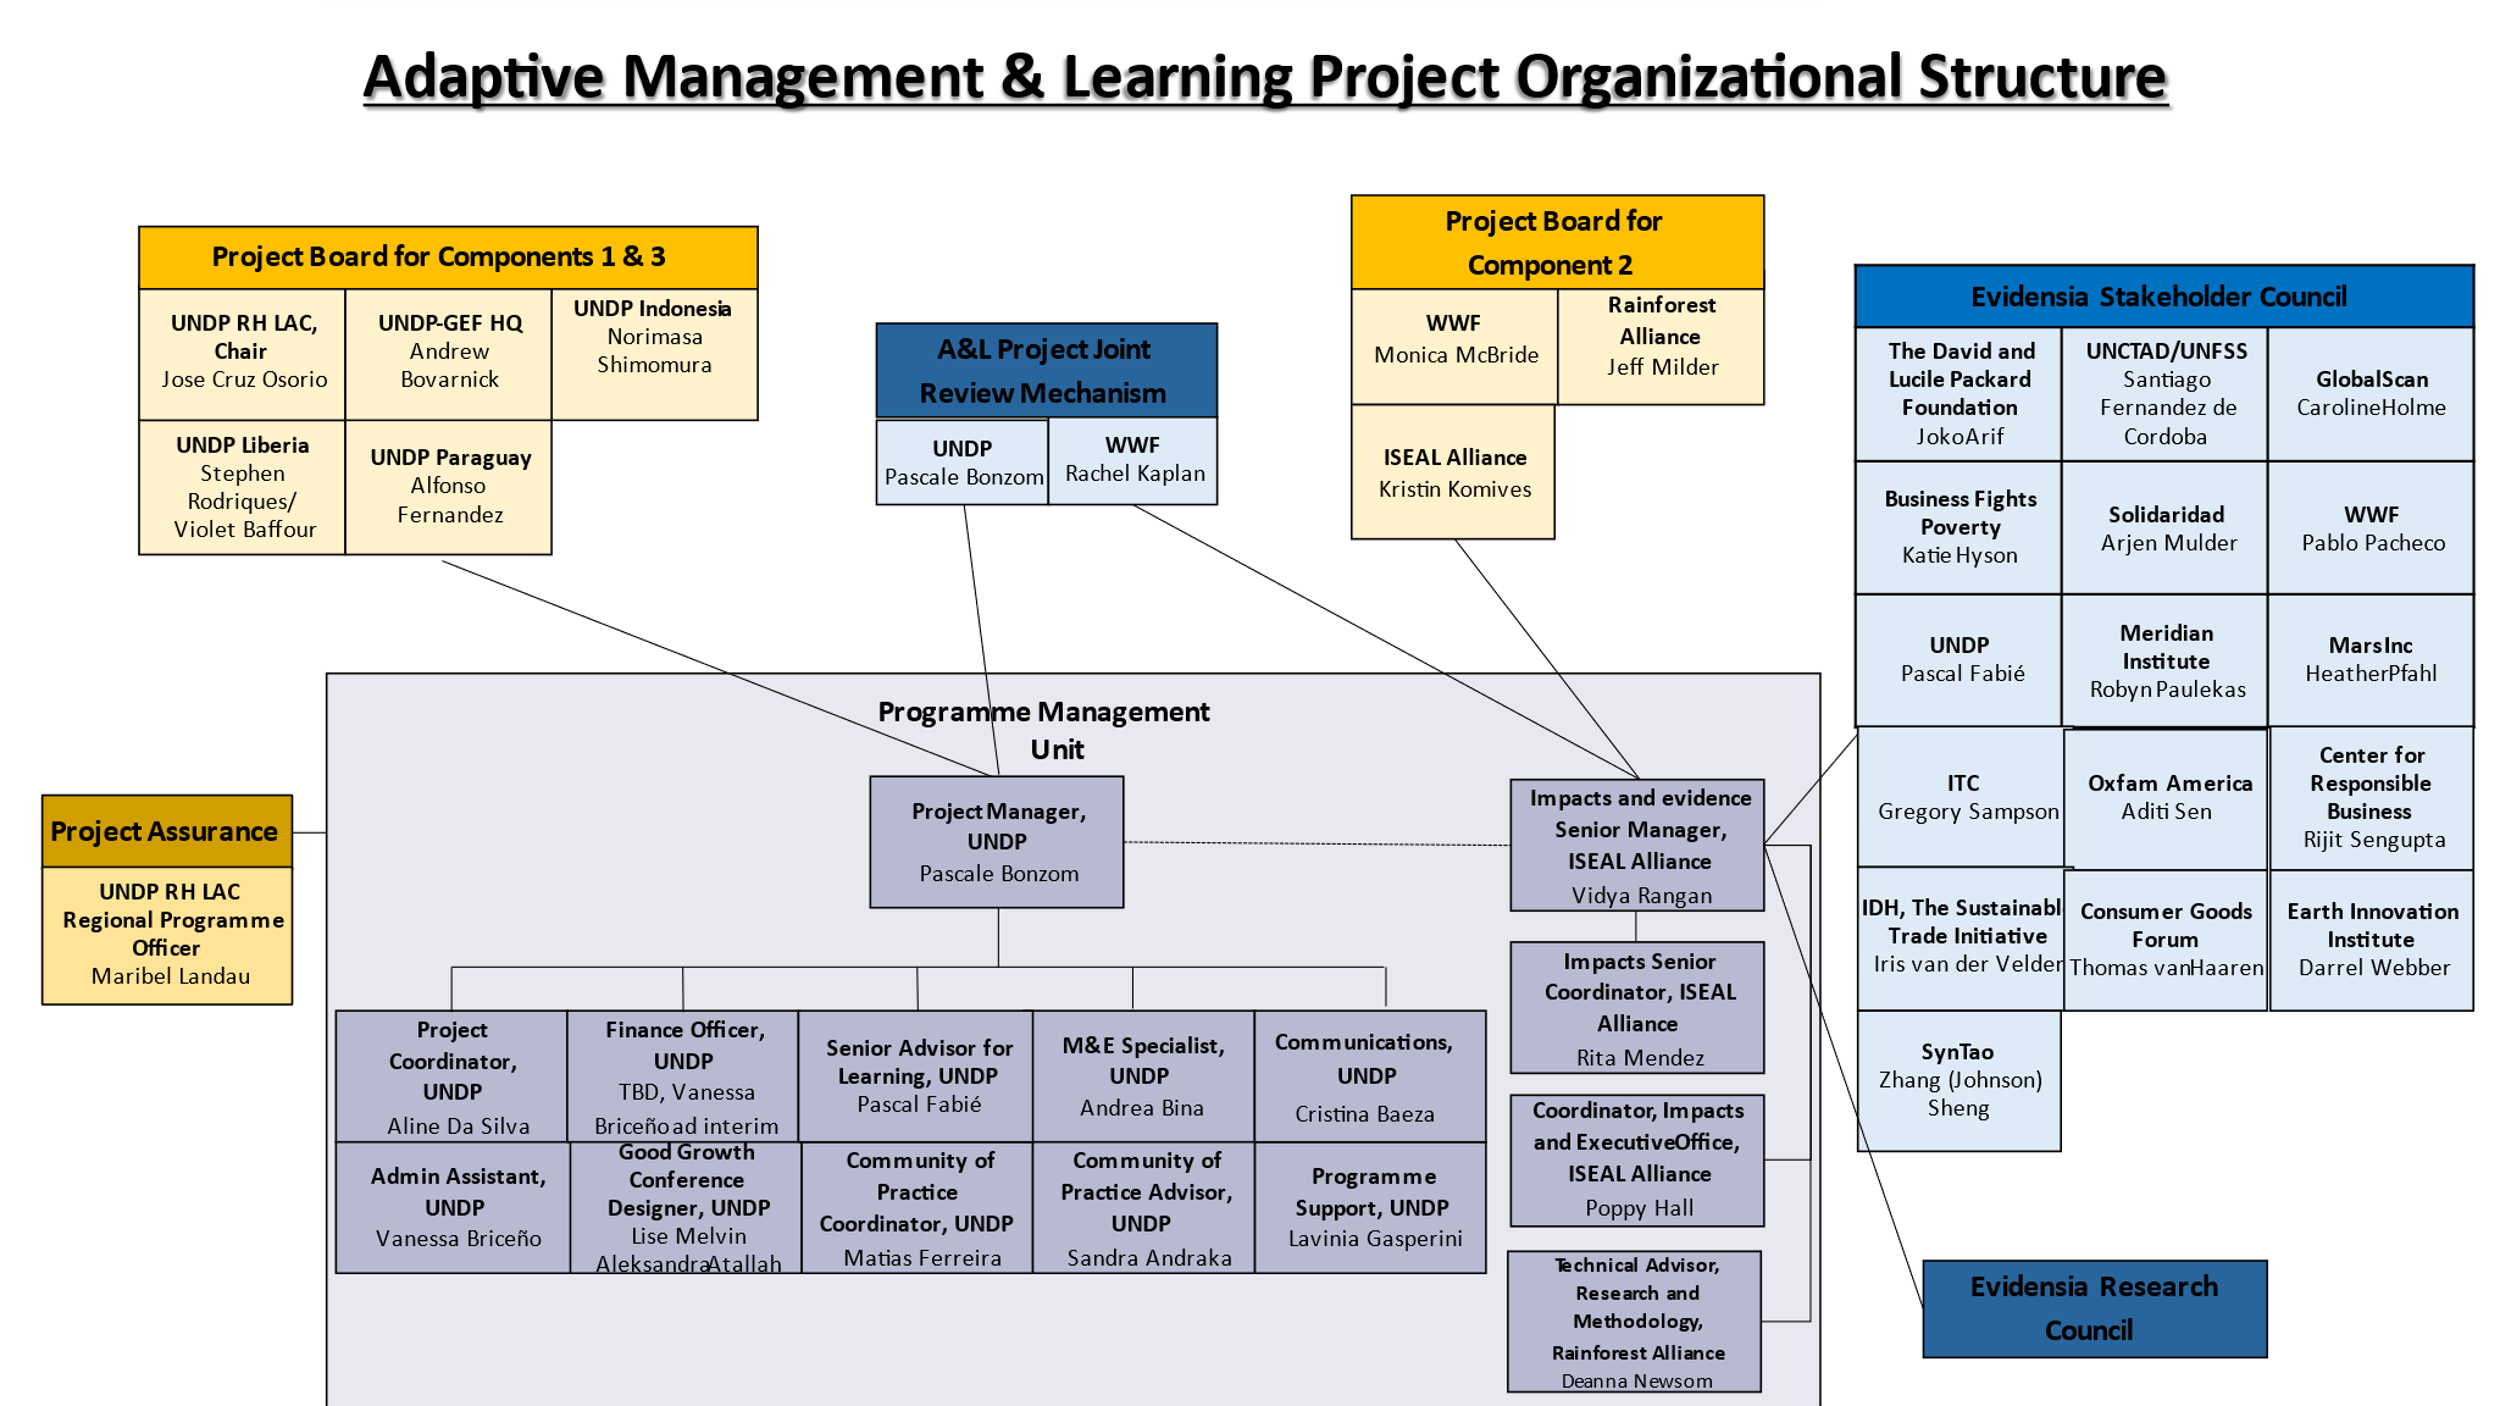 Adaptive Management & Learning Project Organizational Structure
Project Board for Components 1 & 3
UNDP RH LAC,
Chair
Jose Cruz Osorio
UNDP-GEF HQ
Andrew
Bovarnick
UNDP Indonesia
Norimasa
Shimomura
UNDP Liberia
Stephen
Rodriques/
Violet Baffour
UNDP Paraguay
Alfonso
Fernandez
A&L Project Joint
Review Mechanism
UNDP
Pascale Bonzom
WWF
Rachel Kaplan
Project Board for
Component 2
WWF
Monica McBride
Rainforest
Alliance
Jeff Milder
ISEAL Alliance
Kristin Komives
Evidensia Stakeholder Council
The David and
Lucile Packard
Foundation
JokoArif
UNCTAD/UNFSS
Santiago
Fernandez de
Cordoba
GlobalScan
CarolineHolme
Business Fights
Poverty
Katie Hyson
Solidaridad
Arjen Mulder
WWF
Pablo Pacheco
UNDP
Pascal Fabié
Meridian
Institute
Robyn Paulekas
MarsInc
HeatherPfahl
ITC
Gregory Sampson
Oxfam America
Aditi Sen
Center for
Responsible
Business
Rijit Sengupta
IDH, The Sustainabl
Trade Initiative
Iris van der Velden
Consumer Goods
Forum
Thomas vanHaaren
Earth Innovation
Institute
Darrel Webber
SynTao
Zhang (Johnson)
Sheng
Project Assurance
UNDP RH LAC
Regional Programme
Officer
Maribel Landau
Programme Management
Unit
Project Manager,
UNDP
Pascale Bonzom
Impacts and evidence
Senior Manager,
ISEAL Alliance
Vidya Rangan
Impacts Senior
Coordinator, ISEAL
Alliance
Rita Mendez
Coordinator, Impacts
and ExecutiveOffice,
ISEAL Alliance
Poppy Hall
Technical Advisor,
Research and
Methodology,
Rainforest Alliance
Deanna Newsom
Project
Coordinator,
UNDP
Aline Da Silva
Finance Officer,
UNDP
TBD, Vanessa
Briceño ad interim
Senior Advisor for
Learning, UNDP
Pascal Fabié
M&E Specialist,
UNDP
Andrea Bina
Communications,
UNDP
Cristina Baeza
Admin Assistant,
UNDP
Vanessa Briceño
Good Growth
Conference
Designer, UNDP
Lise Melvin
AleksandraAtallah
Community of
Practice
Coordinator, UNDP
Matias Ferreira
Community of
Practice Advisor,
UNDP
Sandra Andraka
Programme
Support, UNDP
Lavinia Gasperini
Evidensia Research
Council